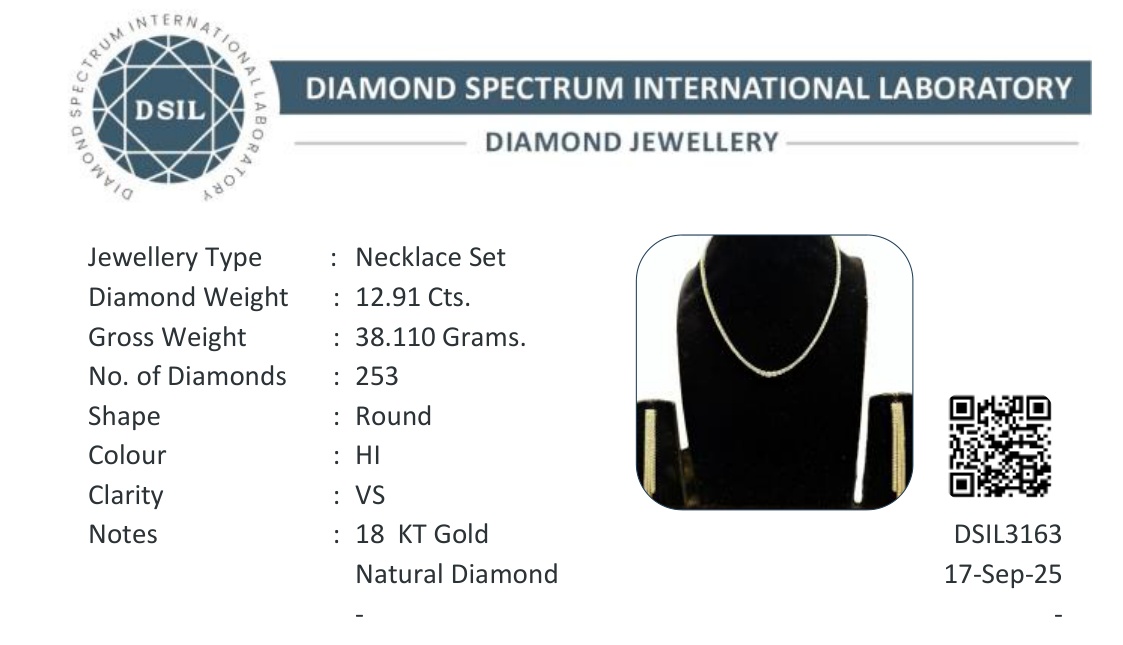 DIAMOND SPECTRUM INTERNATIONAL LABORATORY
DSIL
DIAMOND SPECTRUM INTERNATIONAL LABORATORY
DIAMOND JEWELLERY
Jewellery Type : Necklace Set
Diamond Weight : 12.91 Cts.
Gross Weight : 38.110 Grams.
No. of Diamonds : 253
Shape : Round
Colour : HI
Clarity : VS
Notes : 18 KT Gold
Natural Diamond
-
DSIL3163
17-Sep-25
-